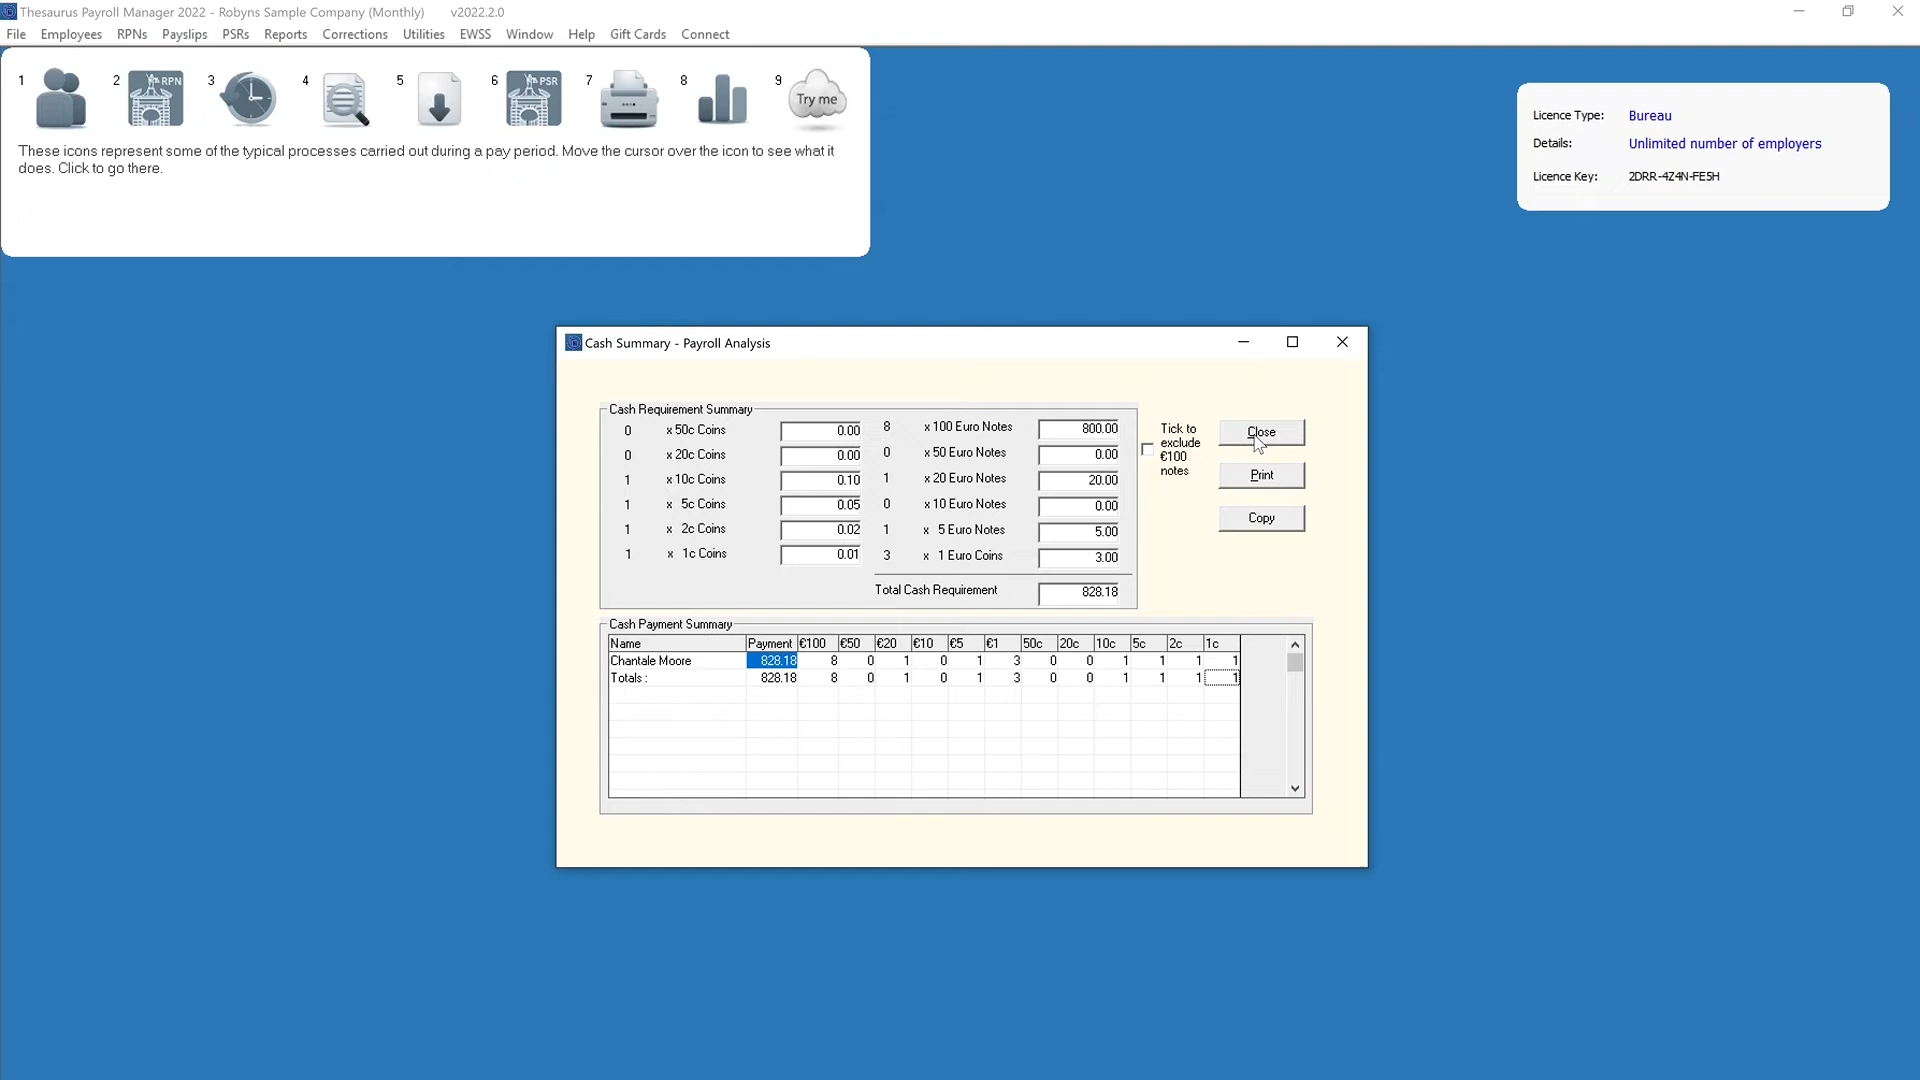 Thesaurus Payroll Manager 2022 - Robyns Sample Company (Monthly) v2022.2.0
File Employees RPNs Payslips PSRs Reports Corrections Utilities EWSS Window Help Gift Cards Connect
1 2 RPN 3 4 5 6 PSR 7 8 9 Try me
These icons represent some of the typical processes carried out during a pay period. Move the cursor over the icon to see what it
does. Click to go there.
Licence Type: Bureau
Details: Unlimited number of employers
Licence Key: 2DRR-4Z4N-FE5H
Cash Summary - Payroll Analysis
Cash Requirement Summary
0 x 50c Coins 0.00 8 x 100 Euro Notes 800.00
0 x 20c Coins 0.00 0 x 50 Euro Notes 0.00
1 x 10c Coins 0.10 1 x 20 Euro Notes 20.00
1 x 5c Coins 0.05 0 x 10 Euro Notes 0.00
1 x 2c Coins 0.02 1 x 5 Euro Notes 5.00
1 x 1c Coins 0.01 3 x 1 Euro Coins 3.00
Total Cash Requirement 828.18
Tick to
exclude
€100
notes
Close
Print
Copy
Cash Payment Summary
Name Payment €100 €50 €20 €10 €5 €1 50c 20c 10c 5c 2c 1c
Chantale Moore 828.18 8 0 1 0 1 3 0 0 1 1 1 1
Totals : 828.18 8 0 1 0 1 3 0 0 1 1 1 1